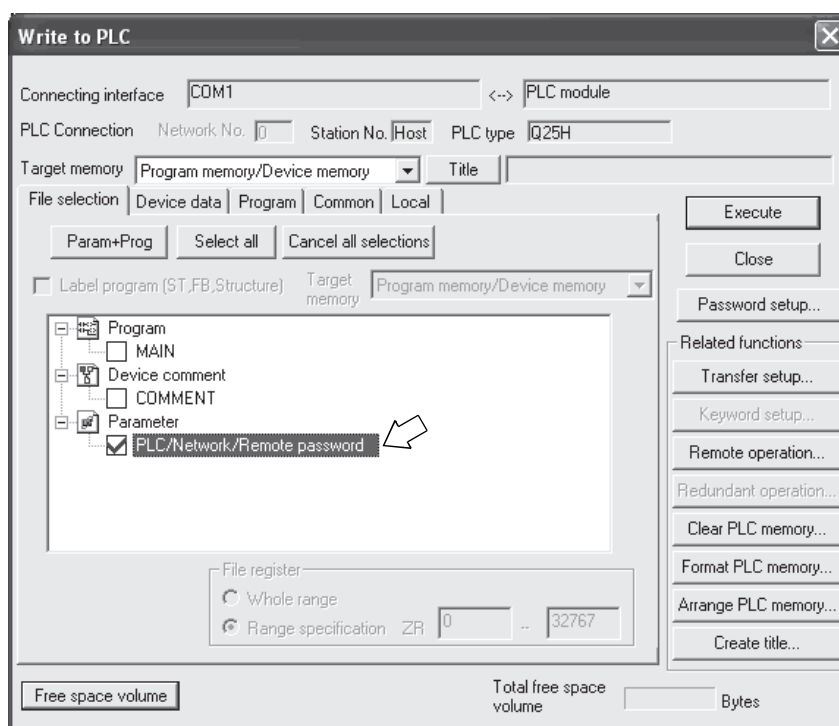 Write to PLC
Connecting interface COM1 <--> PLC module
PLC Connection Network No. 0 Station No. Host PLC type Q25H
Target memory Program memory/Device memory Title
File selection Device data Program Common Local
Param+Prog Select all Cancel all selections
Execute
Close
Label program (ST,FB,Structure) Target memory Program memory/Device memory
Password setup...
Program
MAIN
Device comment
COMMENT
Parameter
PLC/Network/Remote password
Related functions
Transfer setup...
Keyword setup...
Remote operation...
Redundant operation...
Clear PLC memory...
Format PLC memory...
Arrange PLC memory...
Create title...
File register
Whole range
Range specification ZR 0 .. 32767
Free space volume
Total free space
volume Bytes